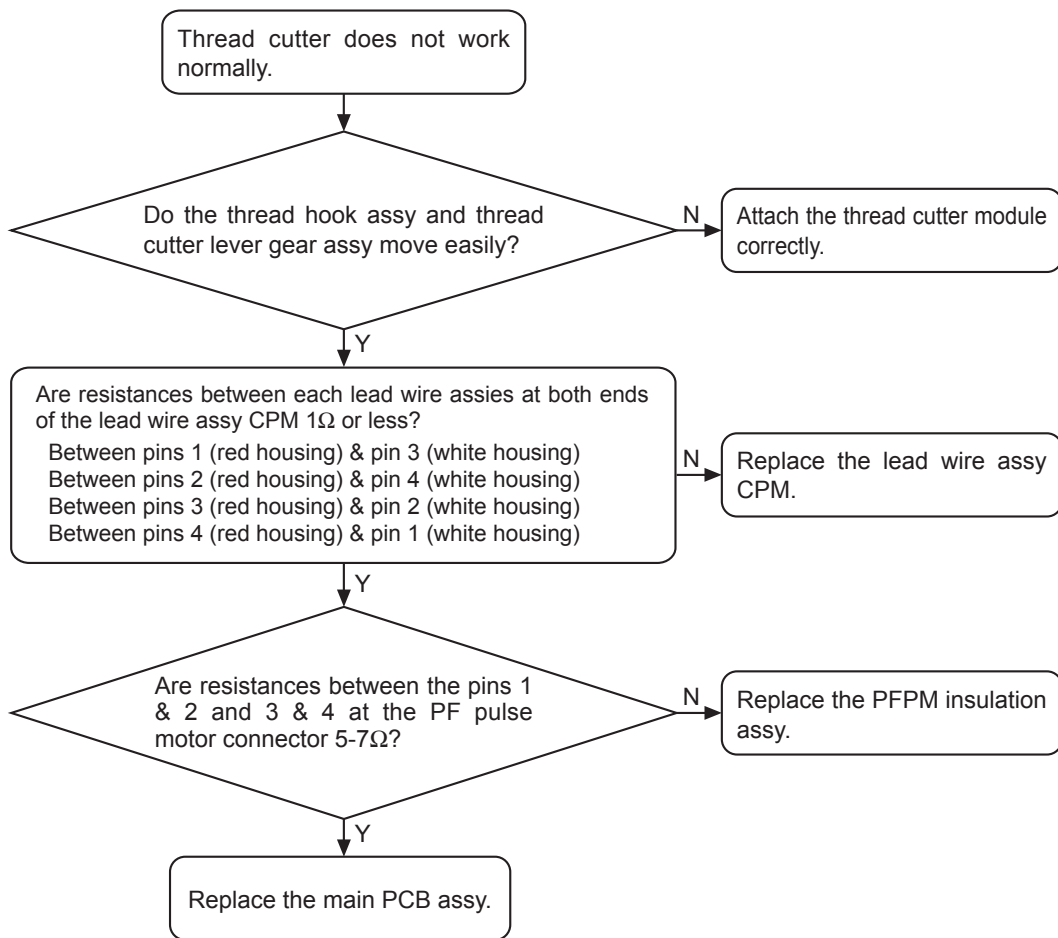 Thread cutter does not work
normally.
Do the thread hook assy and thread
cutter lever gear assy move easily?
N
Attach the thread cutter module
correctly.
Y
Are resistances between each lead wire assies at both ends
of the lead wire assy CPM 1Ω or less?
Between pins 1 (red housing) & pin 3 (white housing)
Between pins 2 (red housing) & pin 4 (white housing)
Between pins 3 (red housing) & pin 2 (white housing)
Between pins 4 (red housing) & pin 1 (white housing)
N
Replace the lead wire assy
CPM.
Y
Are resistances between the pins 1
& 2 and 3 & 4 at the PF pulse
motor connector 5-7Ω?
N
Replace the PFPM insulation
assy.
Y
Replace the main PCB assy.